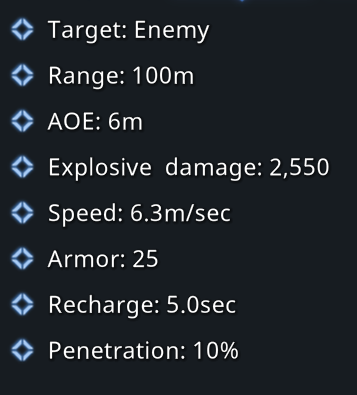 Target: Enemy
Range: 100m
AOE: 6m
Explosive  damage: 2,550
Speed: 6.3m/sec
Armor: 25
Recharge: 5.0sec
Penetration: 10%